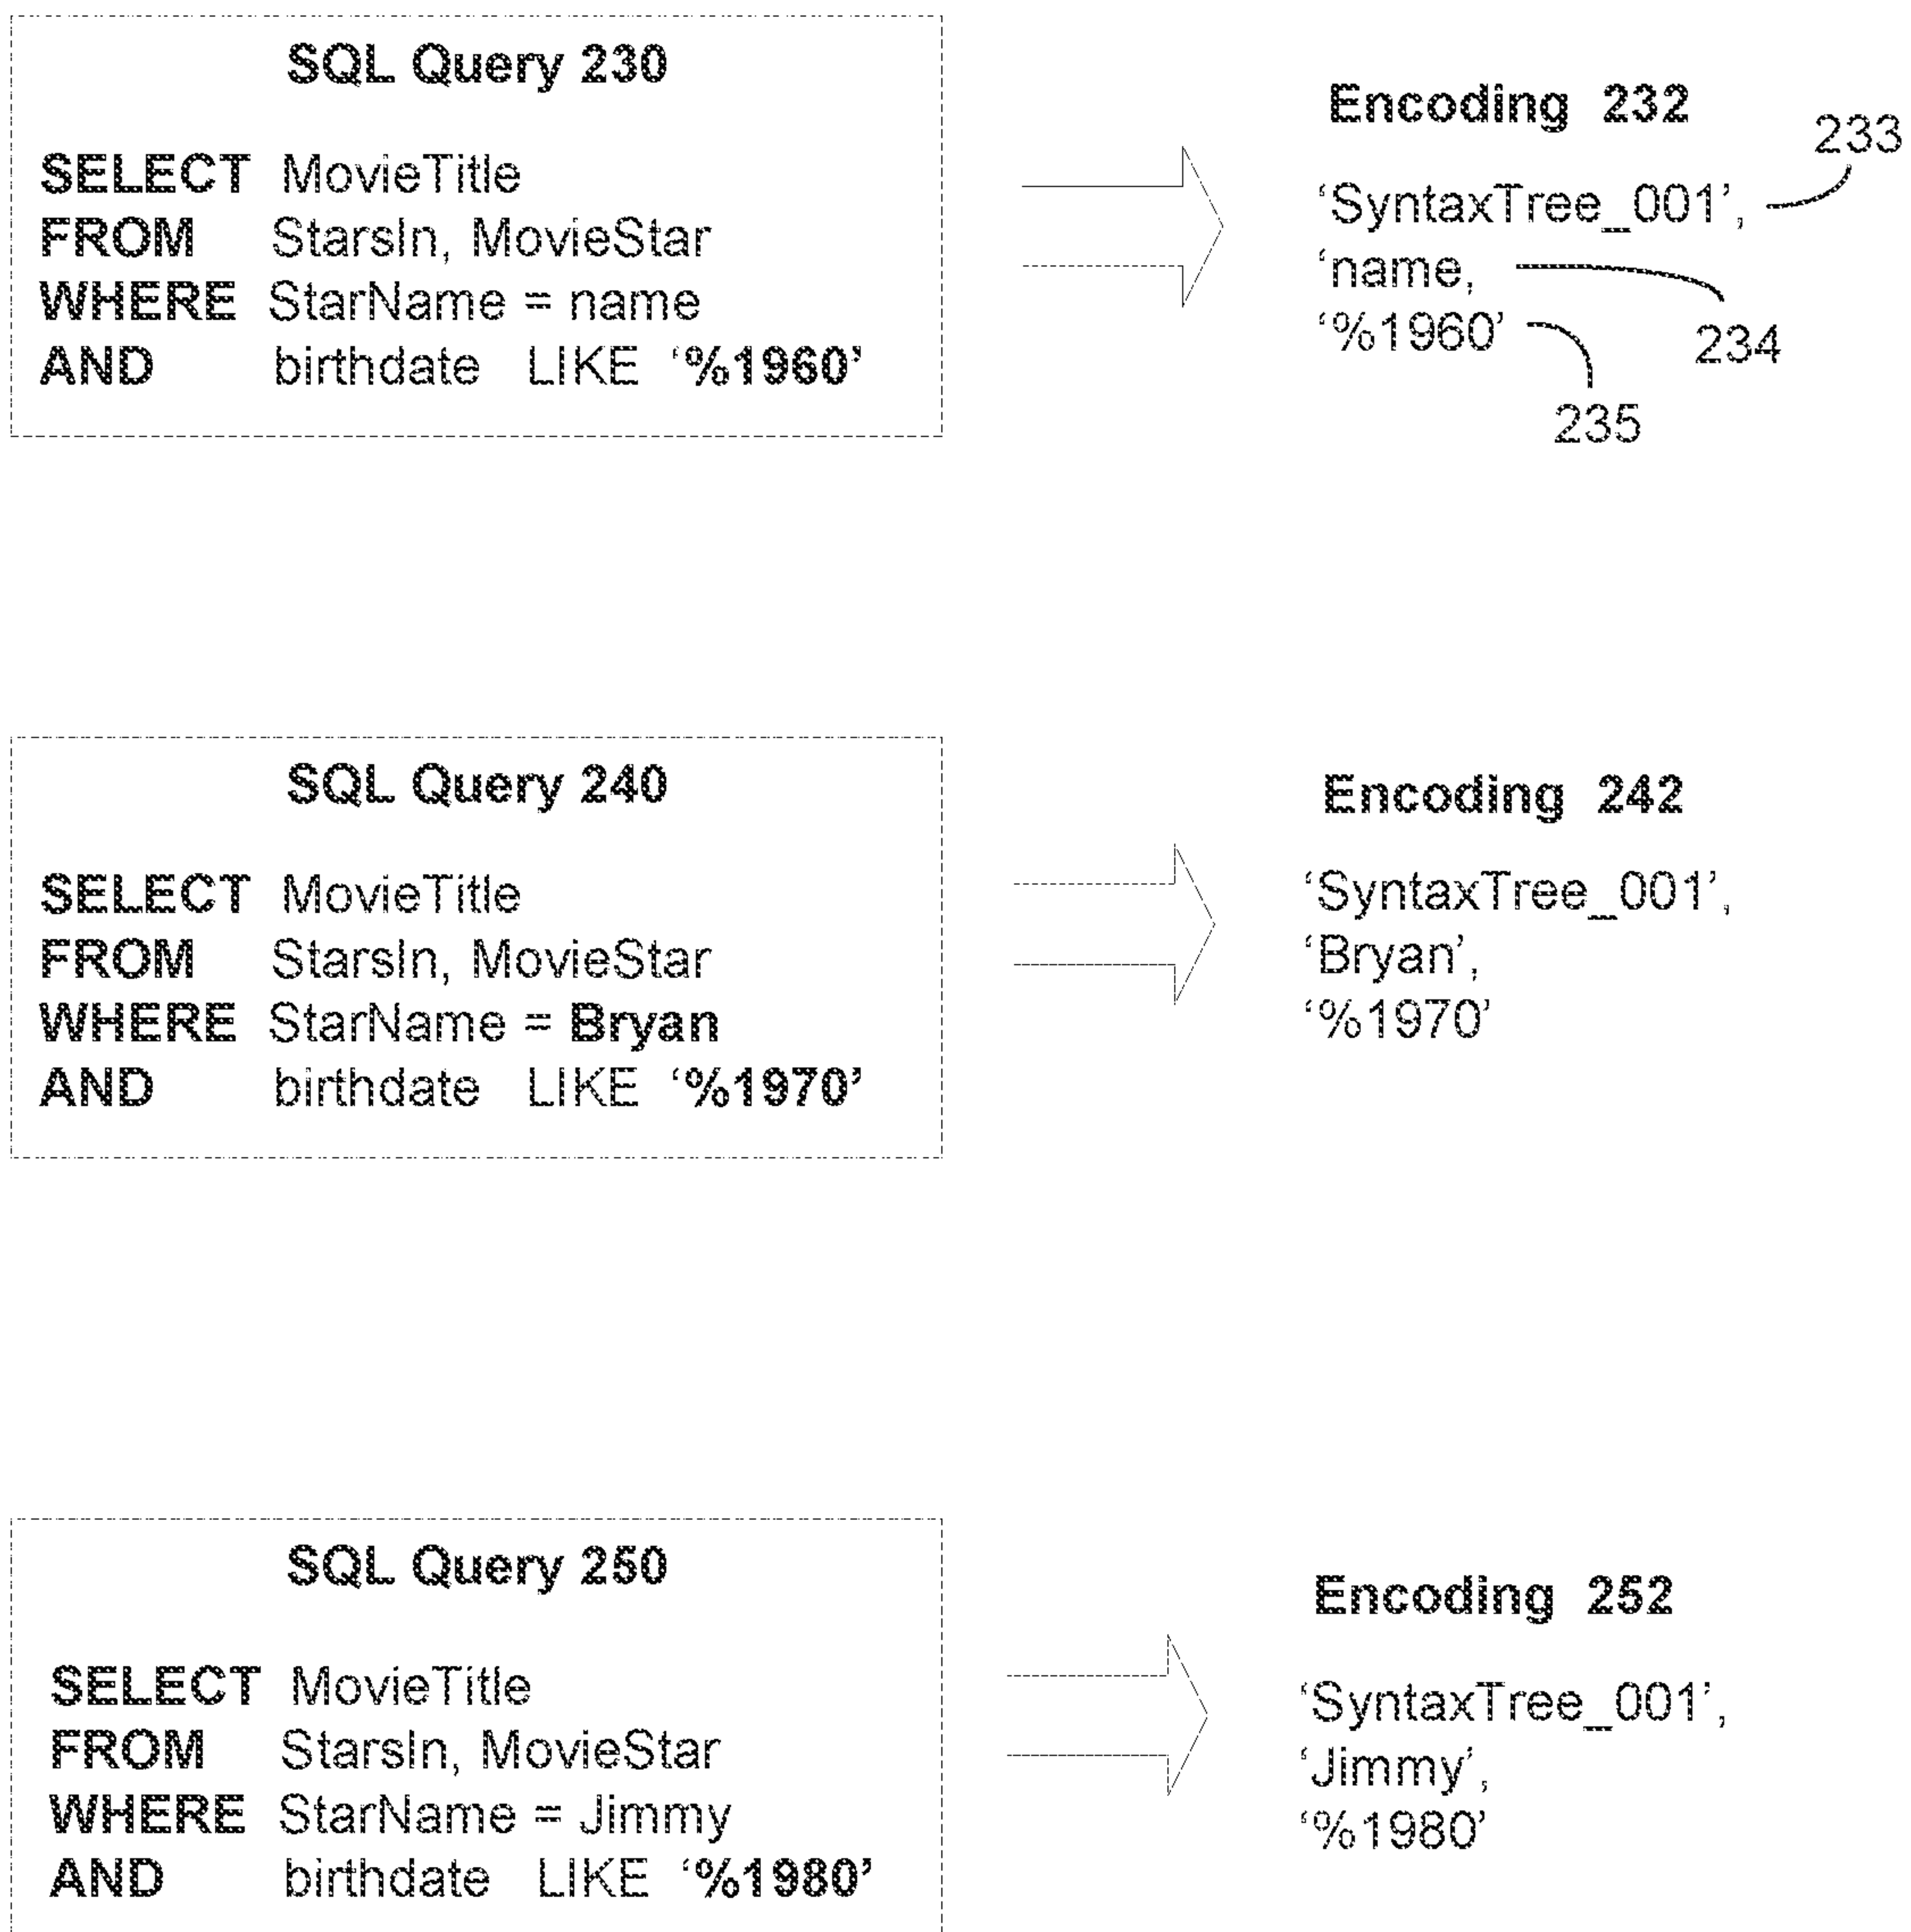 SQL Query 230
SELECT MovieTitle
FROM StarsIn, MovieStar
WHERE StarName = name
AND birthdate LIKE ‘%1960’
Encoding 232
233
‘SyntaxTree_001’,
‘name,
‘%1960’
234
235
SQL Query 240
SELECT MovieTitle
FROM StarsIn, MovieStar
WHERE StarName = Bryan
AND birthdate LIKE ‘%1970’
Encoding 242
‘SyntaxTree_001’,
‘Bryan’,
‘%1970’
SQL Query 250
SELECT MovieTitle
FROM StarsIn, MovieStar
WHERE StarName = Jimmy
AND birthdate LIKE ‘%1980’
Encoding 252
‘SyntaxTree_001’,
‘Jimmy’,
‘%1980’